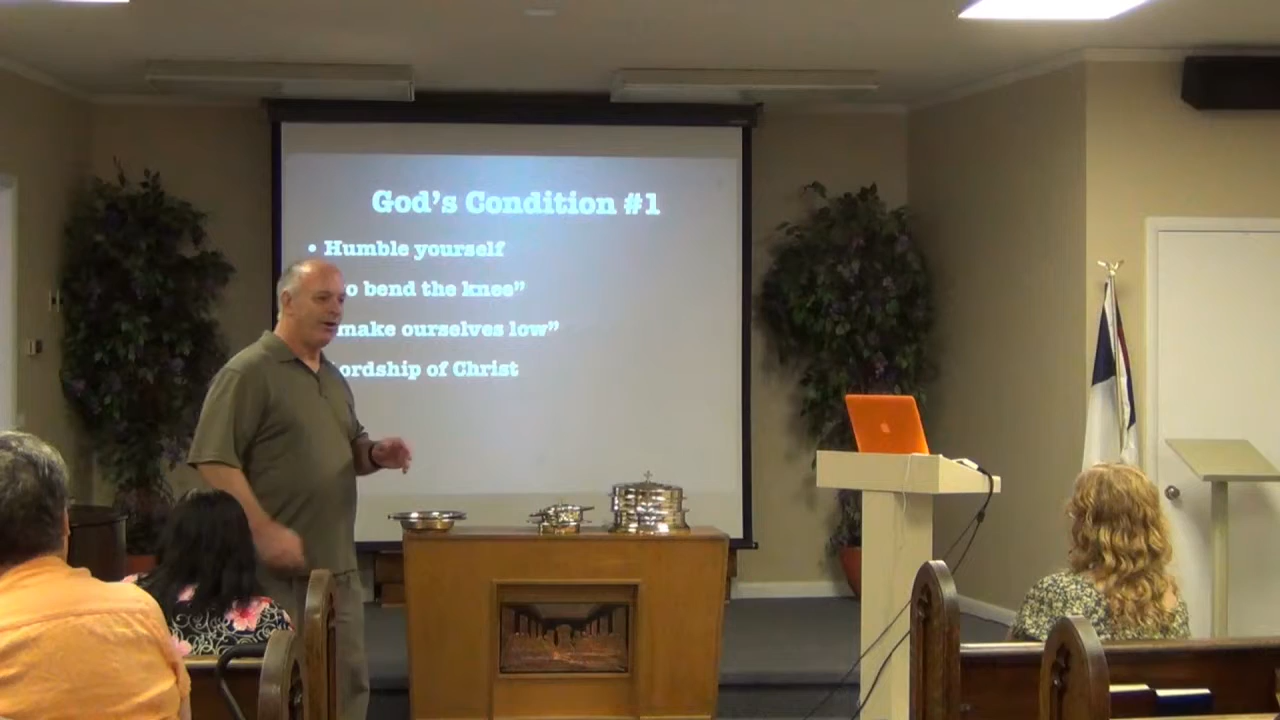 God's Condition #1
• Humble yourself
o bend the knee”
make ourselves low”
ordship of Christ